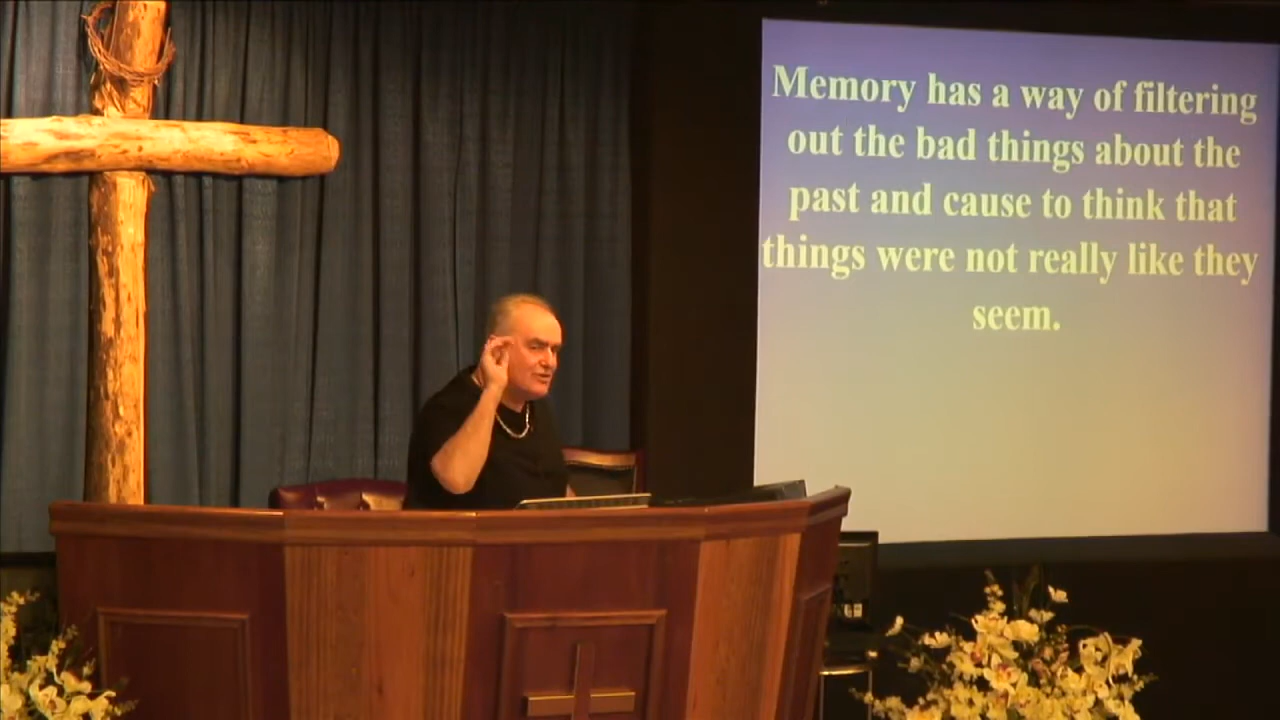 Memory has a way of filtering
out the bad things about the
past and cause to think that
things were not really like they
seem.